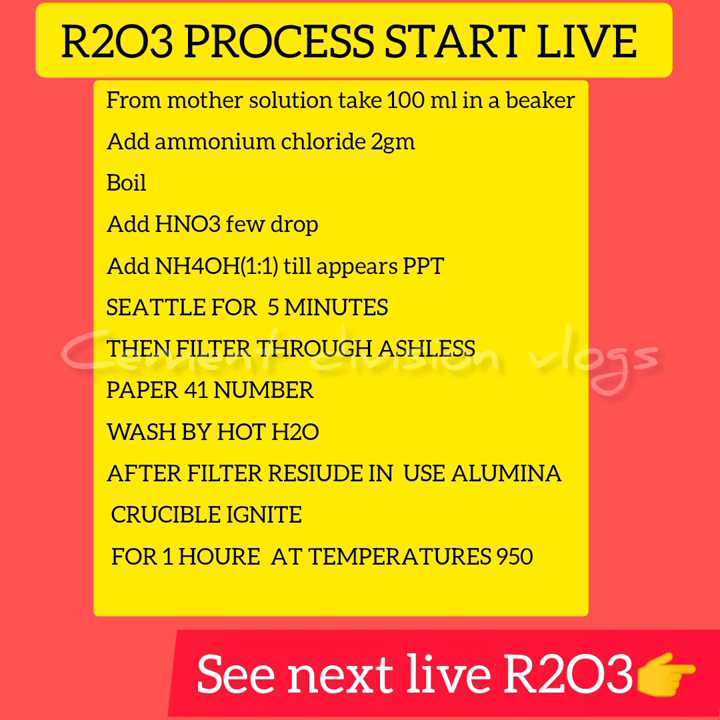 R2O3 PROCESS START LIVE
From mother solution take 100 ml in a beaker
Add ammonium chloride 2gm
Boil
Add HNO3 few drop
Add NH4OH(1:1) till appears PPT
SEATTLE FOR 5 MINUTES
THEN FILTER THROUGH ASHLESS
Cement division vlogs
PAPER 41 NUMBER
WASH BY HOT H2O
AFTER FILTER RESIUDE IN USE ALUMINA
CRUCIBLE IGNITE
FOR 1 HOURE AT TEMPERATURES 950
See next live R2O3👉